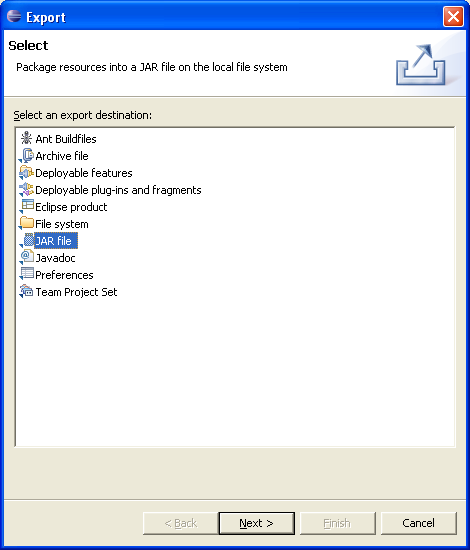 Export
Select
Package resources into a JAR file on the local file system
Select an export destination:
Ant Buildfiles
Archive file
Deployable features
Deployable plug-ins and fragments
Eclipse product
File system
JAR file
Javadoc
Preferences
Team Project Set
< Back Next > Finish Cancel